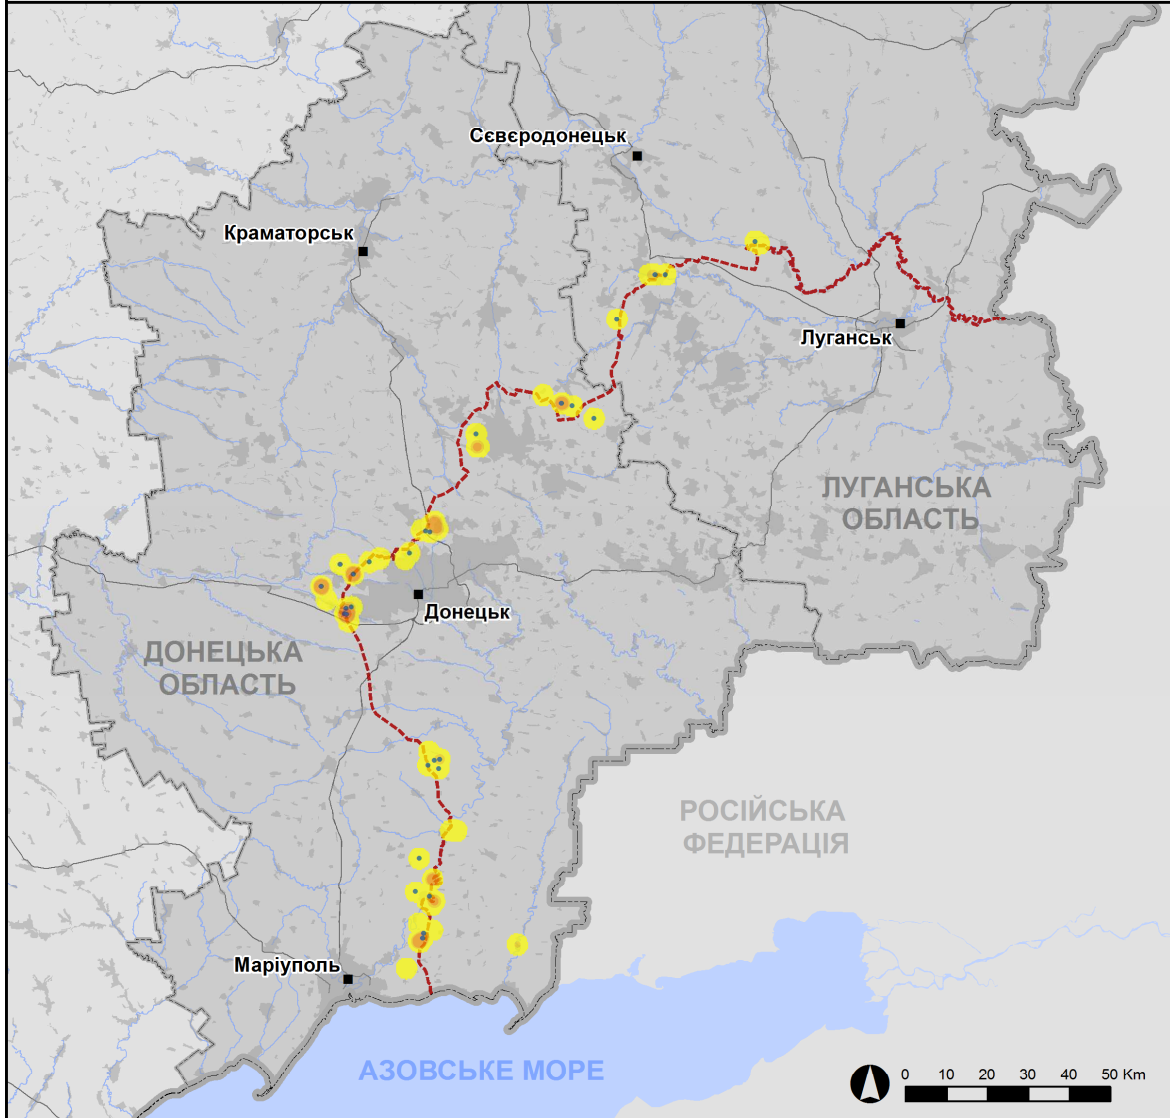 Сєвєродонецьк
Краматорськ
Луганськ
ЛУГАНСЬКА
ОБЛАСТЬ
Донецьк
ДОНЕЦЬКА
ОБЛАСТЬ
РОСІЙСЬКА
ФЕДЕРАЦІЯ
Маріуполь
АЗОВСЬКЕ МОРЕ
0 10 20 30 40 50 Км